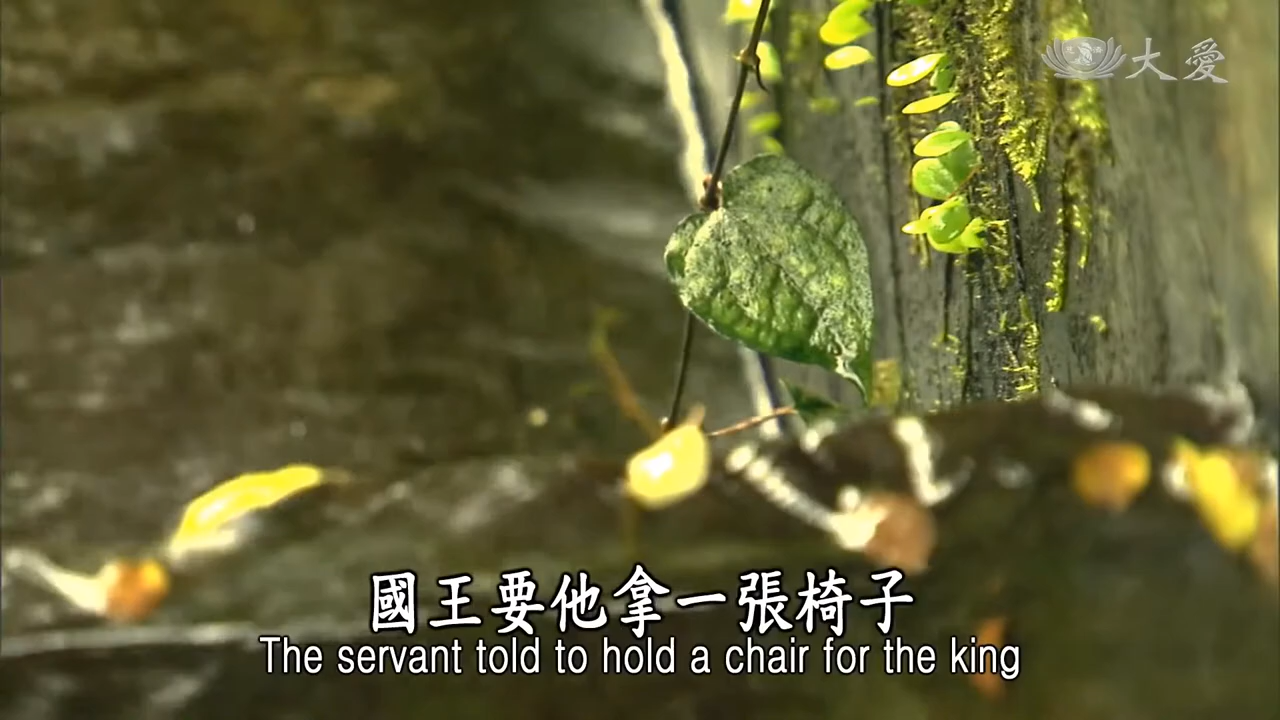 大愛
國王要他拿一張椅子
The servant told to hold a chair for the king